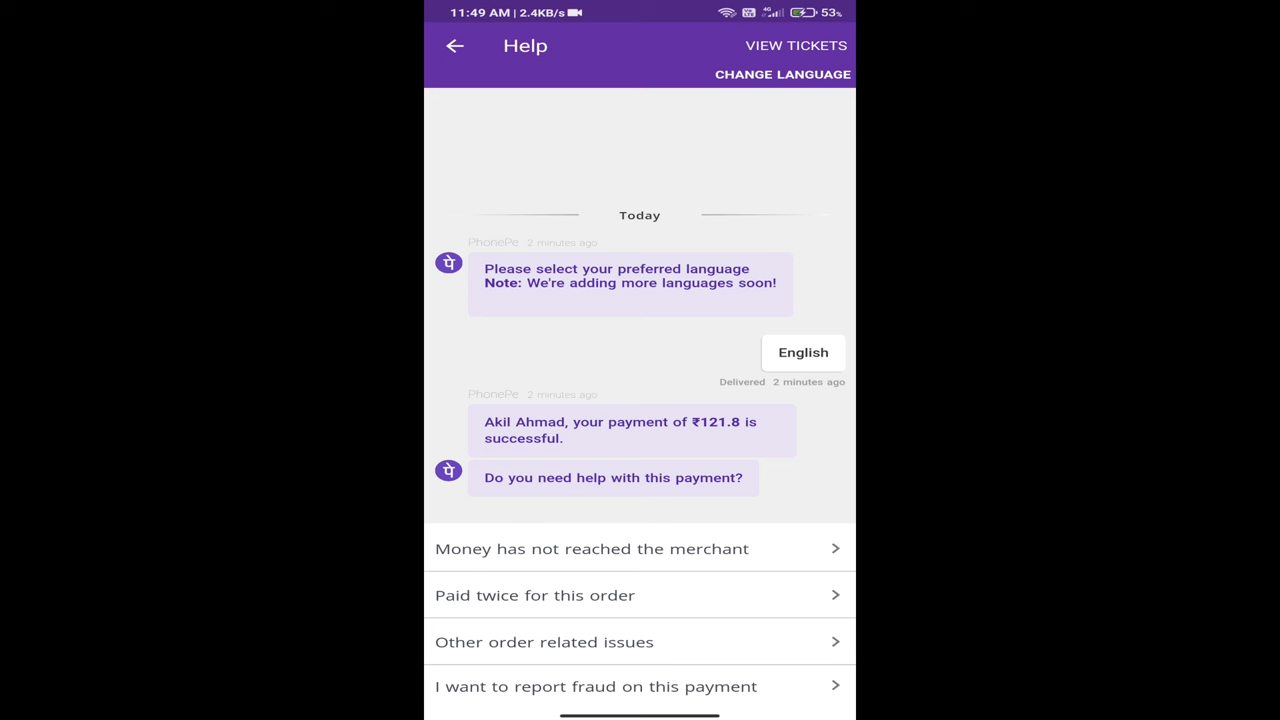 11:49 AM | 2.4KB/s 4G 53%
Help VIEW TICKETS
CHANGE LANGUAGE
Today
PhonePe 2 minutes ago
पे
Please select your preferred language
Note: We're adding more languages soon!
English
Delivered 2 minutes ago
PhonePe 2 minutes ago
Akil Ahmad, your payment of ₹121.8 is
successful.
पे
Do you need help with this payment?
Money has not reached the merchant
Paid twice for this order
Other order related issues
I want to report fraud on this payment